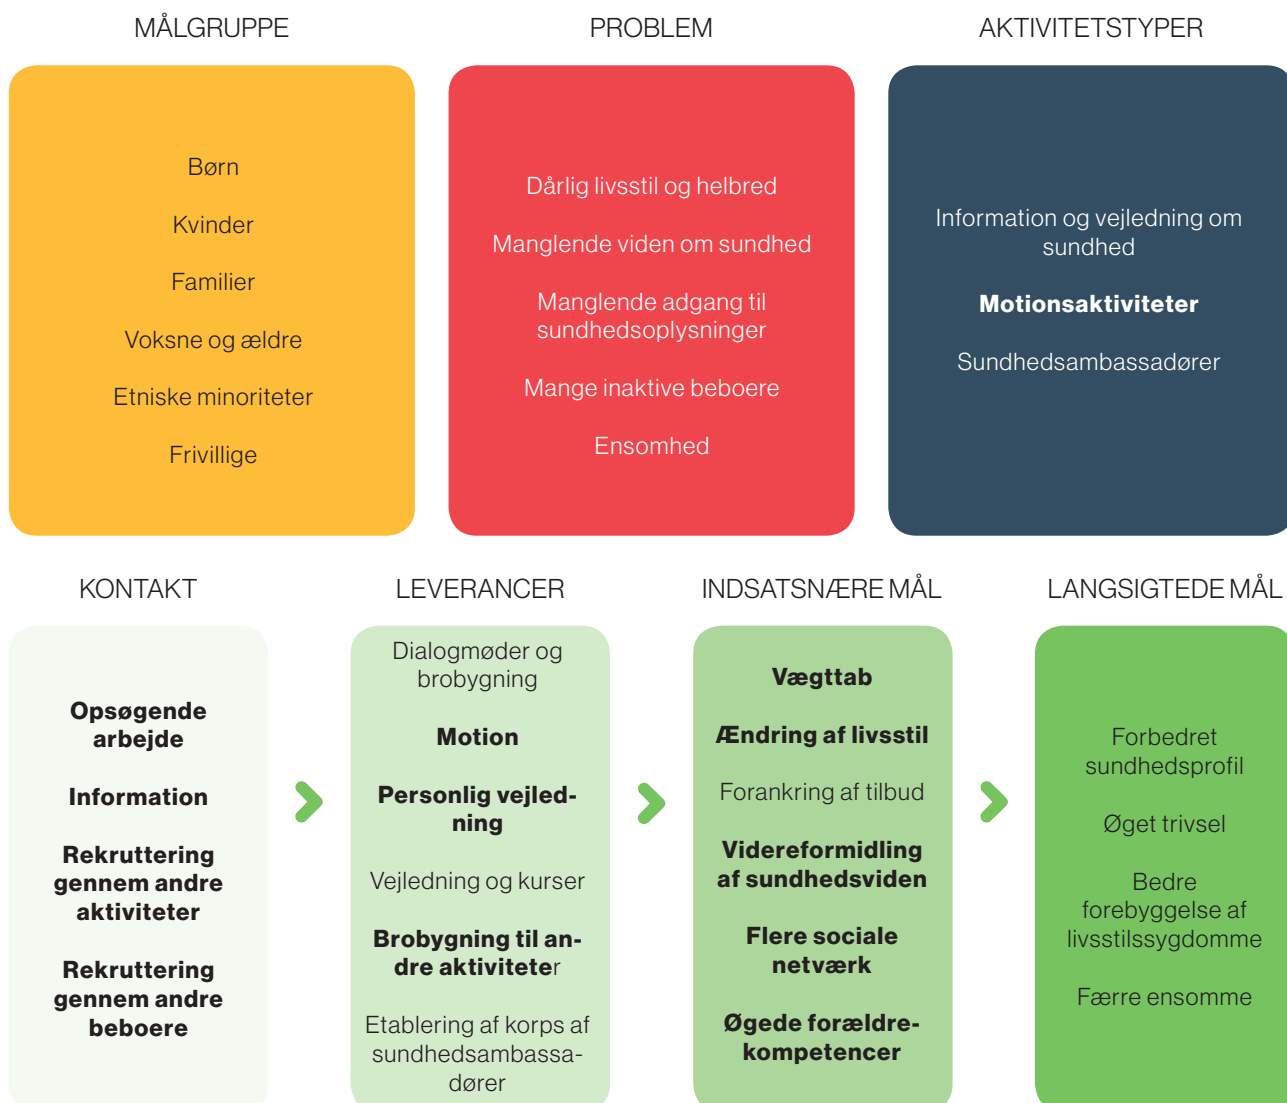 MÅLGRUPPE
Børn
Kvinder
Familier
Voksne og ældre
Etniske minoriteter
Frivillige
PROBLEM
Dårlig livsstil og helbred
Manglende viden om sundhed
Manglende adgang til
sundhedsoplysninger
Mange inaktive beboere
Ensomhed
AKTIVITETSTYPER
Information og vejledning om
sundhed
Motionsaktiviteter
Sundhedsambassadører
KONTAKT
Opsøgende
arbejde
Information
Rekruttering
gennem andre
aktiviteter
Rekruttering
gennem andre
beboere
LEVERANCER
Dialogmøder og
brobygning
Motion
Personlig vejled-
ning
Vejledning og kurser
Brobygning til an-
dre aktiviteter
Etablering af korps af
sundhedsambassa-
dører
INDSATSNÆRE MÅL
Vægttab
Ændring af livsstil
Forankring af tilbud
Videreformidling
af sundhedsviden
Flere sociale
netværk
Øgede forældre-
kompetencer
LANGSIGTEDE MÅL
Forbedret
sundhedsprofil
Øget trivsel
Bedre
forebyggelse af
livsstilssygdomme
Færre ensomme